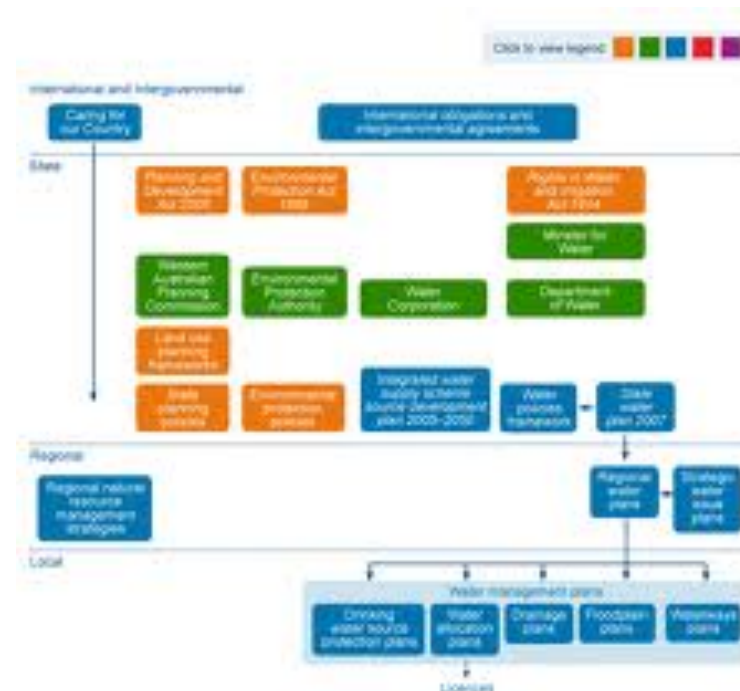 Click to view legend
International and Intergovernmental
Caring for
our Country
International obligations and
intergovernmental agreements
State
Planning and
Development
Act 2005
Environmental
Protection Act
1986
Rights in Water
and Irrigation
Act 1914
Minister for
Water
Western
Australian
Planning
Commission
Environmental
Protection
Authority
Water
Corporation
Department
of Water
Land use
planning
frameworks
State
planning
policies
Environmental
protection
policies
Integrated water
supply scheme
source development
plan 2005–2050
Water
policies
framework
State
water
plan 2007
Regional
Regional natural
resource
management
strategies
Regional
water
plans
Strategic
water
issue plans
Local
Water management plans
Drinking
water source
protection plans
Water
allocation
plans
Drainage
plans
Floodplain
plans
Waterways
plans
Licences